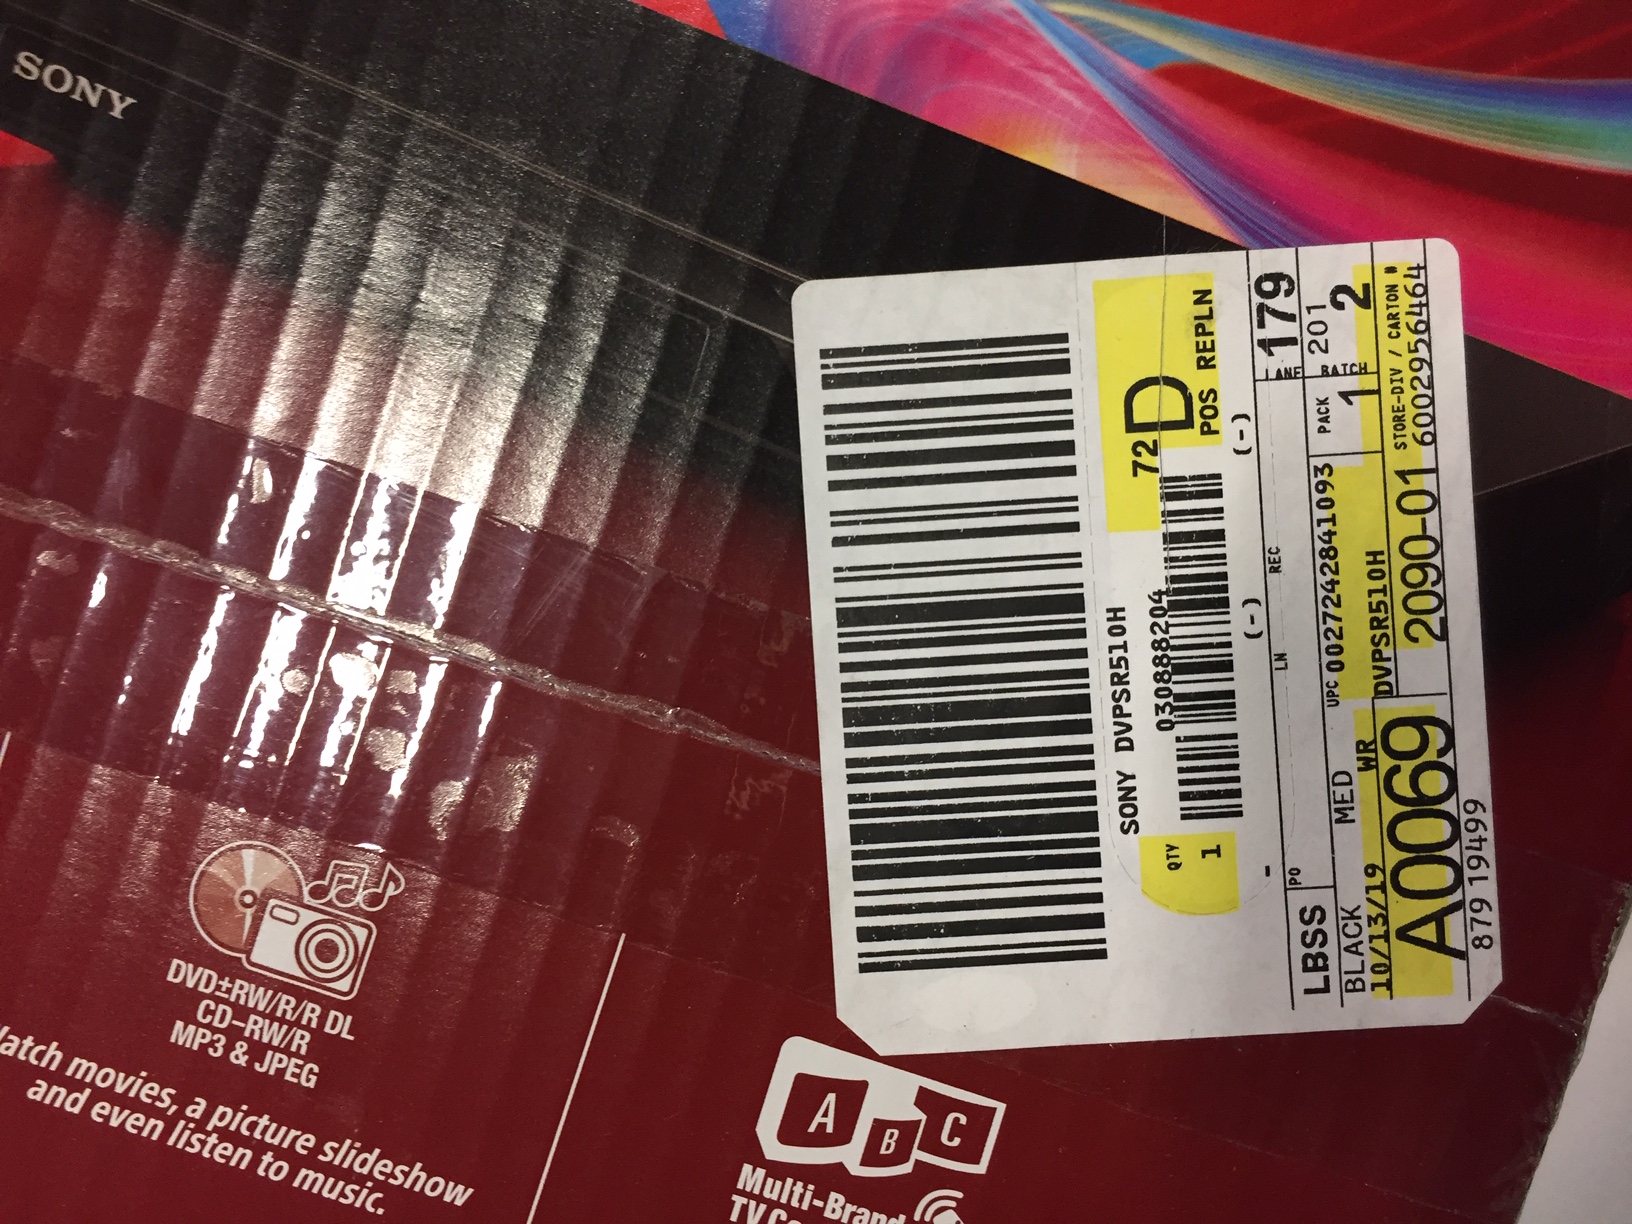 SONY
atch movies, a picture slideshow
and even listen to music.
DVD±RW/R/R DL
CD-RW/R
MP3 & JPEG
A
B
C
Multi-Brand
SONY DVPSR510H
QTY
1
030888204
72 D
POS REPLN
-
(-) (-)
LBSS
PO
LN
REC
LANE
179
BLACK MED
10/13/19 WR
UPC 0027242841093
DVPSR510H
PACK
1
BATCH
201
2
A0069
2090-01
STORE-DIV / CARTON #
6002956464
879 19499